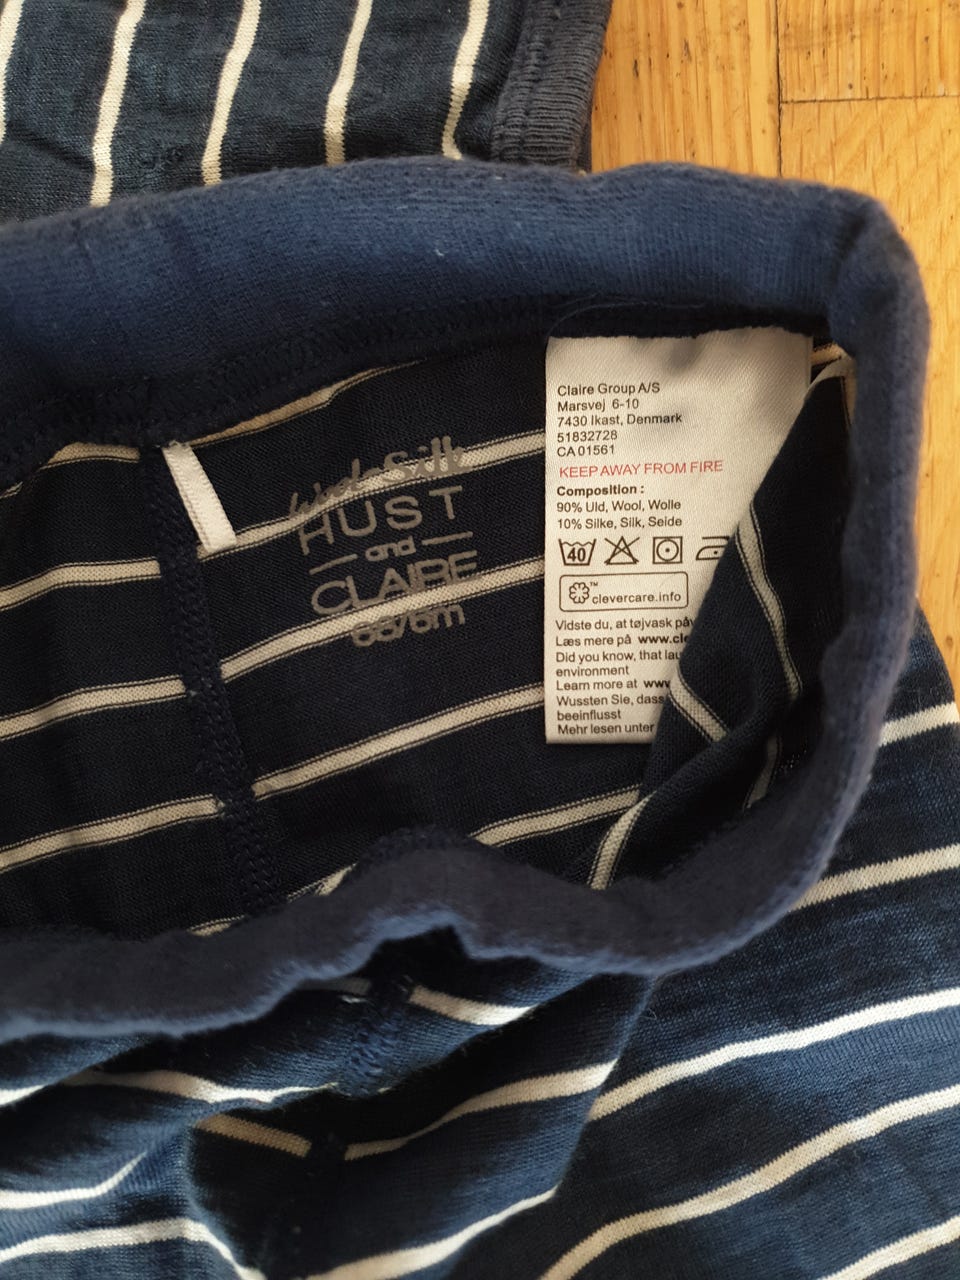 Wool-Silk
HUST
and
CLAIRE
68/6m
Claire Group A/S
Marsvej 6-10
7430 Ikast, Denmark
51832728
CA01561
KEEP AWAY FROM FIRE
Composition :
90% Uld, Wool, Wolle
10% Silke, Silk, Seide
40
™
clevercare.info
Vidste du, at tøjvask på
Læs mere på www.cle
Did you know, that lau
environment
Learn more at www
Wussten Sie, dass
beeinflusst
Mehr lesen unter